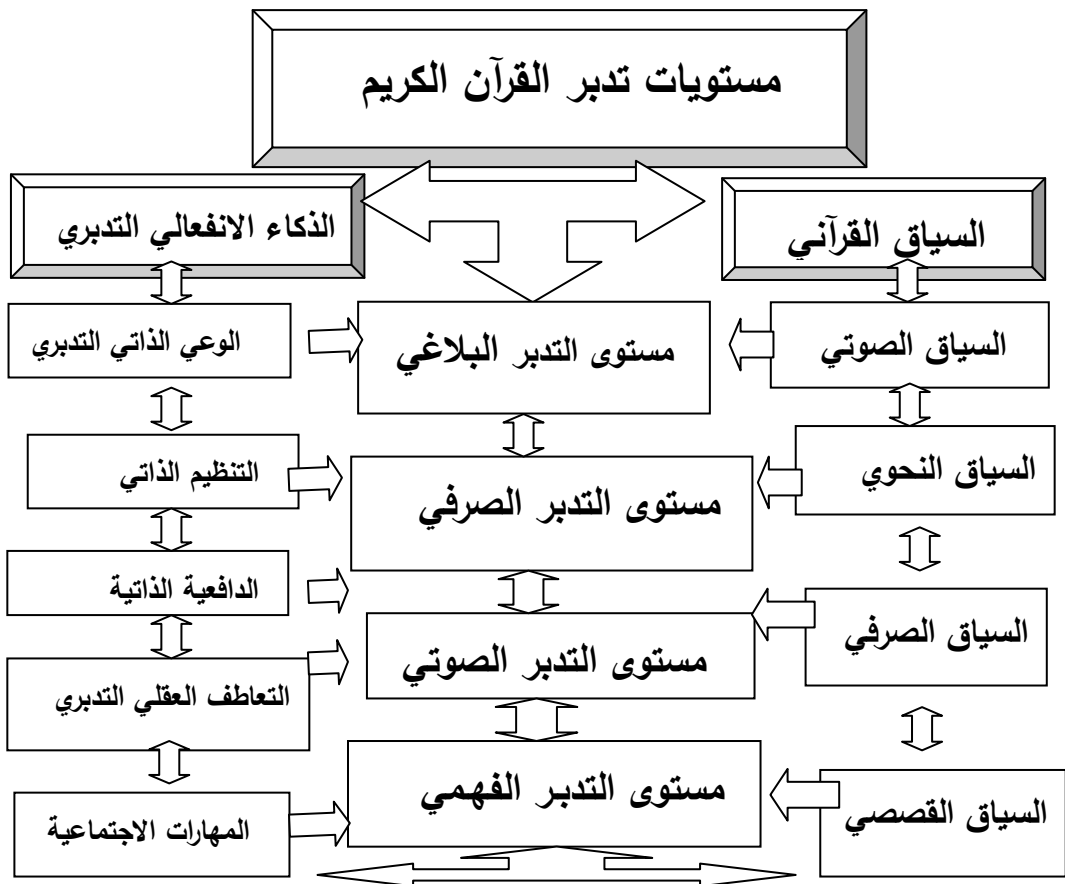 مستويات تدبر القرآن الكريم
السياق القرآني
الذكاء الانفعالي التدبري
السياق الصوتي
مستوى التدبر البلاغي
الوعي الذاتي التدبري
السياق النحوي
مستوى التدبر الصرفي
التنظيم الذاتي
السياق الصرفي
مستوى التدبر الصوتي
الدافعية الذاتية
التعاطف العقلي التدبري
السياق القصصي
مستوى التدبر الفهمي
المهارات الاجتماعية